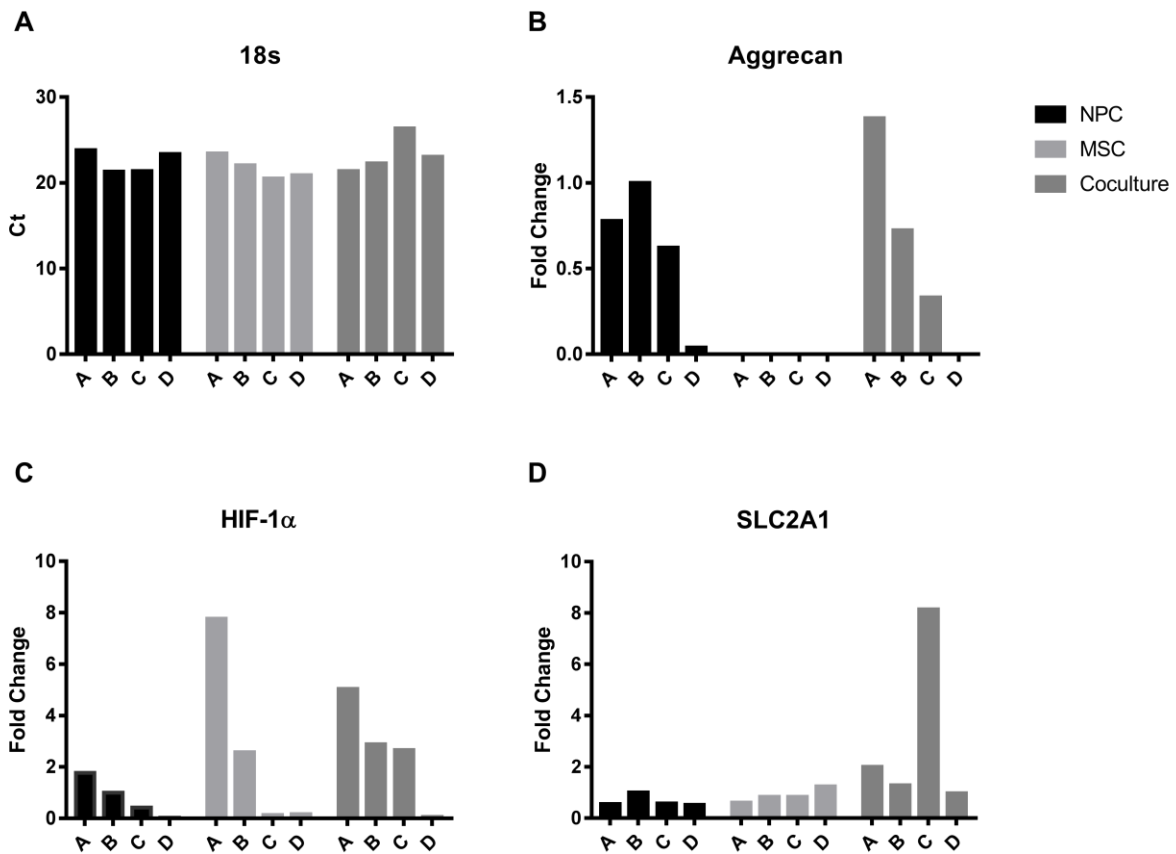 A
18s
Ct
30
20
10
0
A B C D A B C D A B C D
B
Aggrecan
Fold Change
1.5
1.0
0.5
0.0
A B C D A B C D A B C D
NPC
MSC
Coculture
C
HIF-1α
Fold Change
10
8
6
4
2
0
A B C D A B C D A B C D
D
SLC2A1
Fold Change
10
8
6
4
2
0
A B C D A B C D A B C D